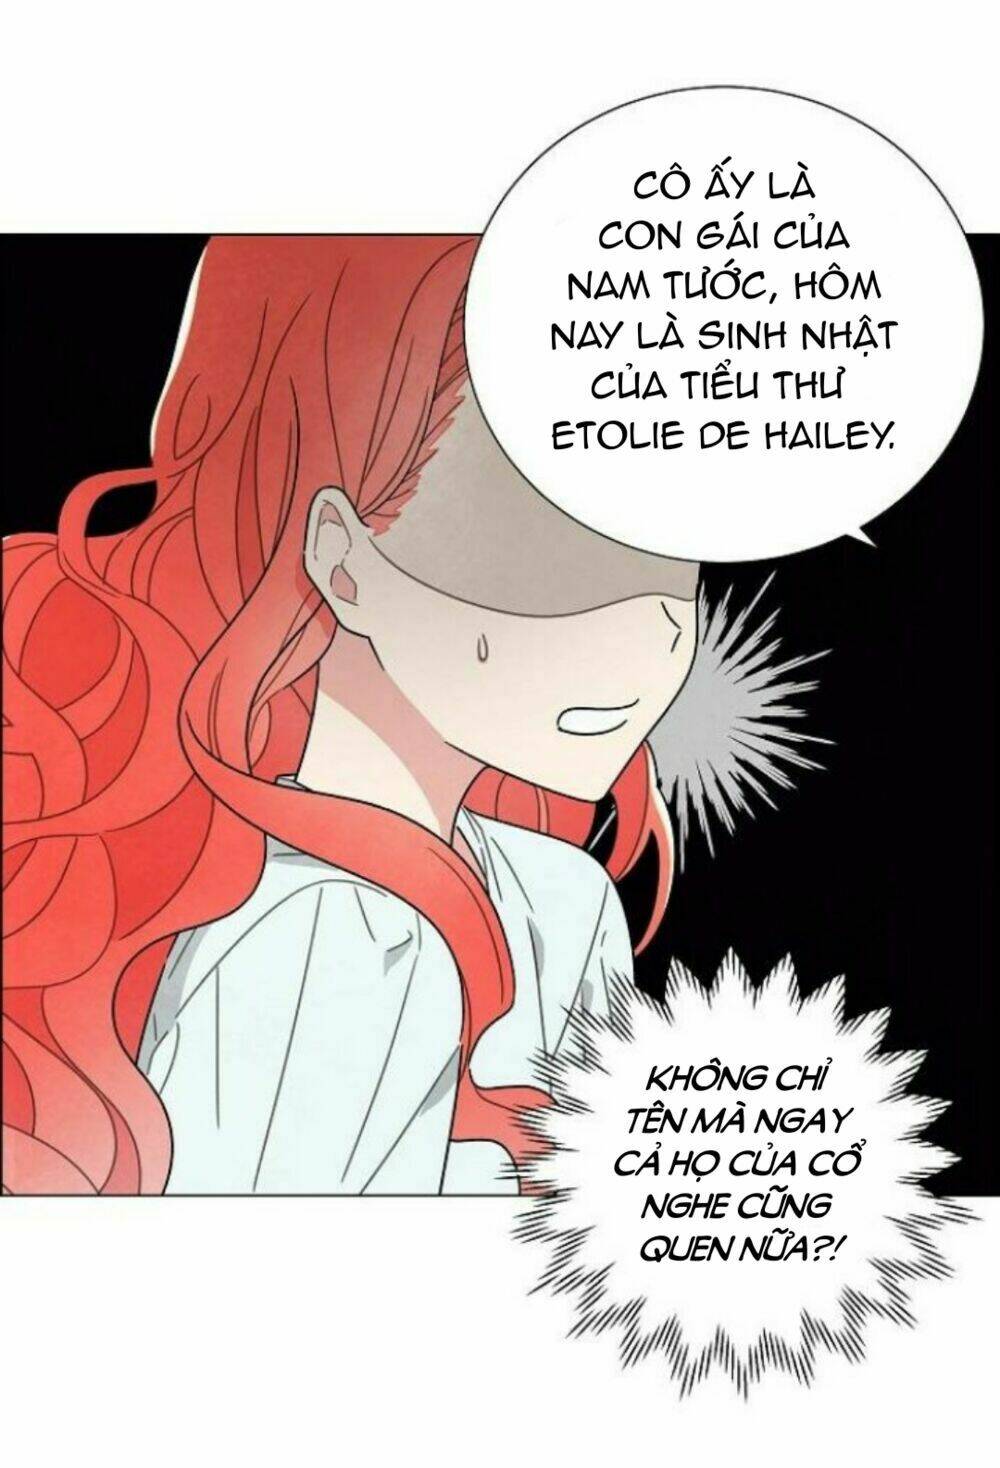 CÔ ẤY LÀ
CON GÁI CỦA
NAM TƯỚC, HÔM
NAY LÀ SINH NHẬT
CỦA TIỂU THƯ
ETOLIE DE HAILEY.
KHÔNG CHỈ
TÊN MÀ NGAY
CẢ HỌ CỦA CỔ
NGHE CŨNG
QUEN NỮA?!